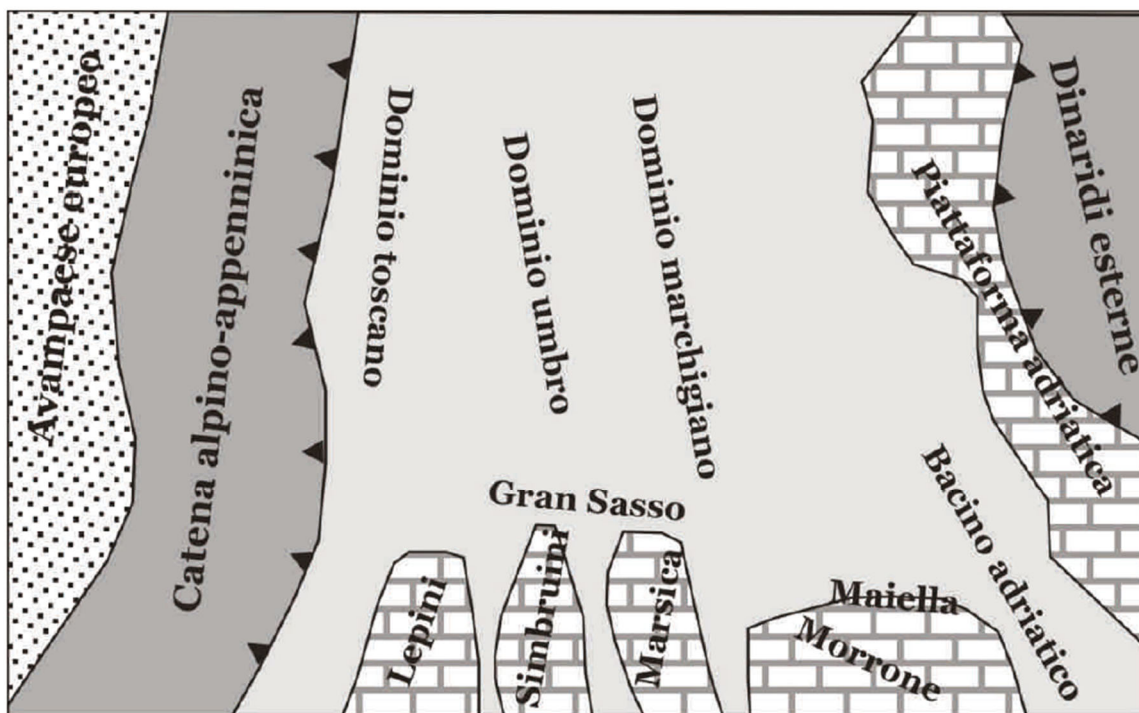 Avampaese europeo
Catena alpino-appenninica
Dominio toscano
Dominio umbro
Dominio marchigiano
Piattaforma adriatica
Dinaridi esterne
Gran Sasso
Bacino adriatico
Lepini
Simbruini
Marsica
Maiella
Morrone